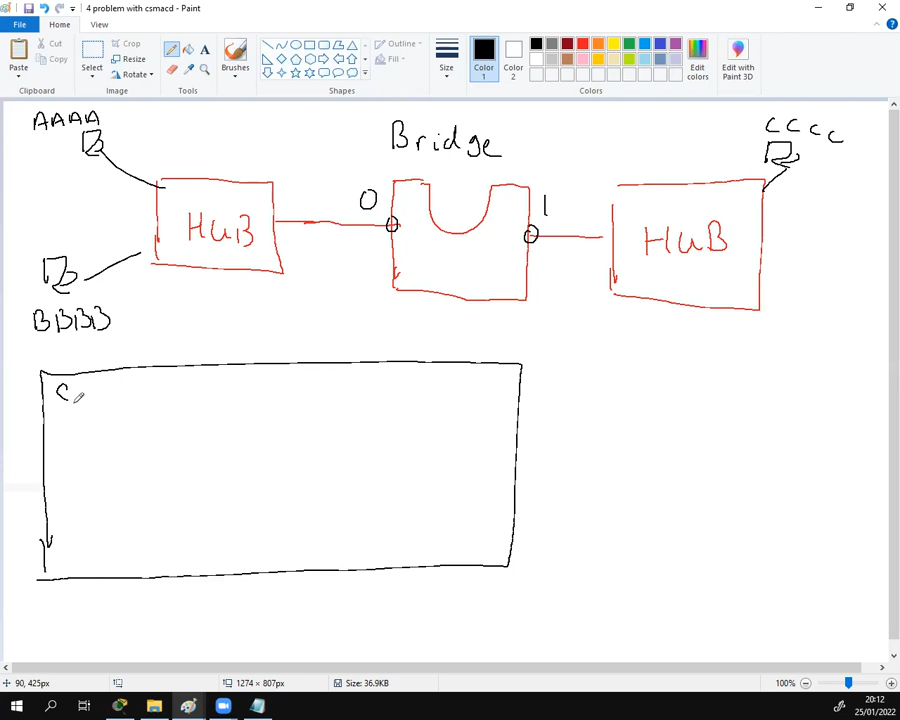 4 problem with csmacd - Paint
File Home View
Paste
Cut
Copy
Clipboard
Select
Crop
Resize
Rotate
Image
A
Tools
Brushes
Outline
Fill
Shapes
Size
Color 1
Color 2
Edit colors
Edit with Paint 3D
Colors
AAAA
Bridge
CCCC
0
1
HuB
HuB
BBBB
C
90, 425px
1274 × 807px
Size: 36.9KB
100%
20:12
25/01/2022